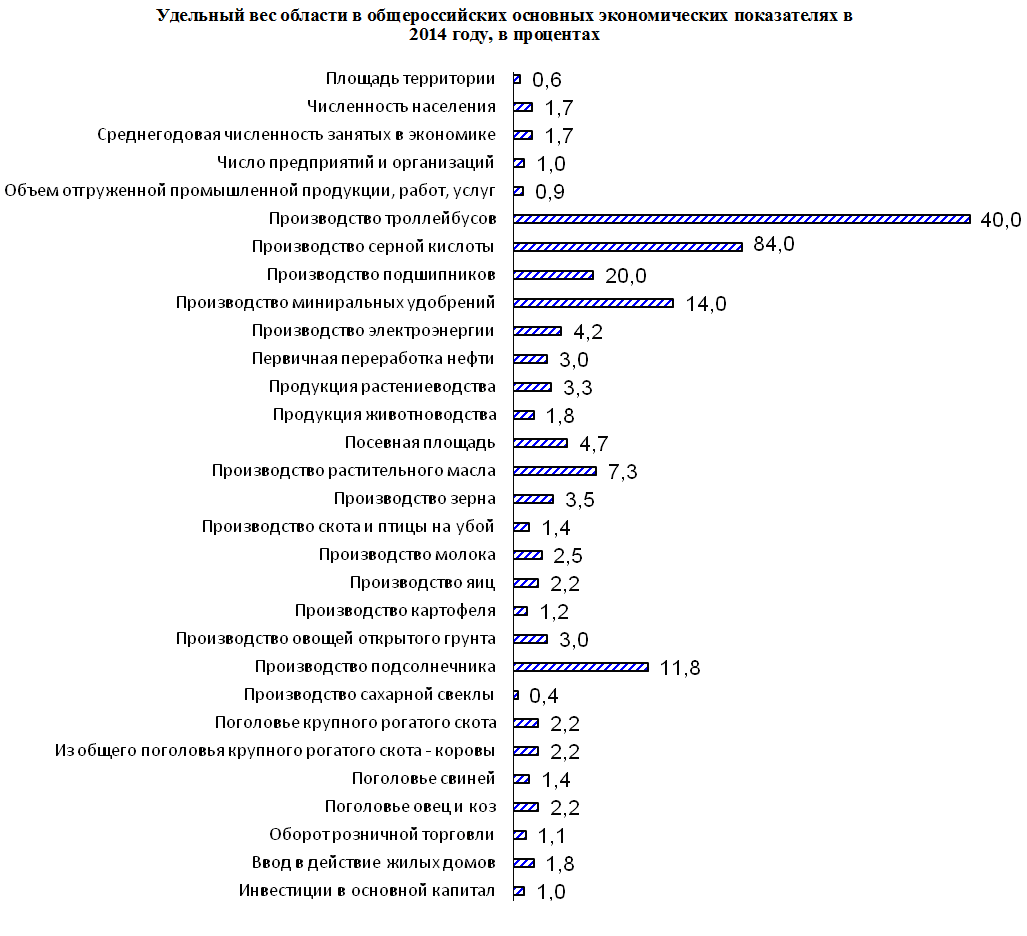 Удельный вес области в общероссийских основных экономических показателях в
2014 году, в процентах
Площадь территории 0,6
Численность населения 1,7
Среднегодовая численность занятых в экономике 1,7
Число предприятий и организаций 1,0
Объем отгруженной промышленной продукции, работ, услуг 0,9
Производство троллейбусов 40,0
Производство серной кислоты 84,0
Производство подшипников 20,0
Производство миниральных удобрений 14,0
Производство электроэнергии 4,2
Первичная переработка нефти 3,0
Продукция растениеводства 3,3
Продукция животноводства 1,8
Посевная площадь 4,7
Производство растительного масла 7,3
Производство зерна 3,5
Производство скота и птицы на убой 1,4
Производство молока 2,5
Производство яиц 2,2
Производство картофеля 1,2
Производство овощей открытого грунта 3,0
Производство подсолнечника 11,8
Производство сахарной свеклы 0,4
Поголовье крупного рогатого скота 2,2
Из общего поголовья крупного рогатого скота - коровы 2,2
Поголовье свиней 1,4
Поголовье овец и коз 2,2
Оборот розничной торговли 1,1
Ввод в действие жилых домов 1,8
Инвестиции в основной капитал 1,0